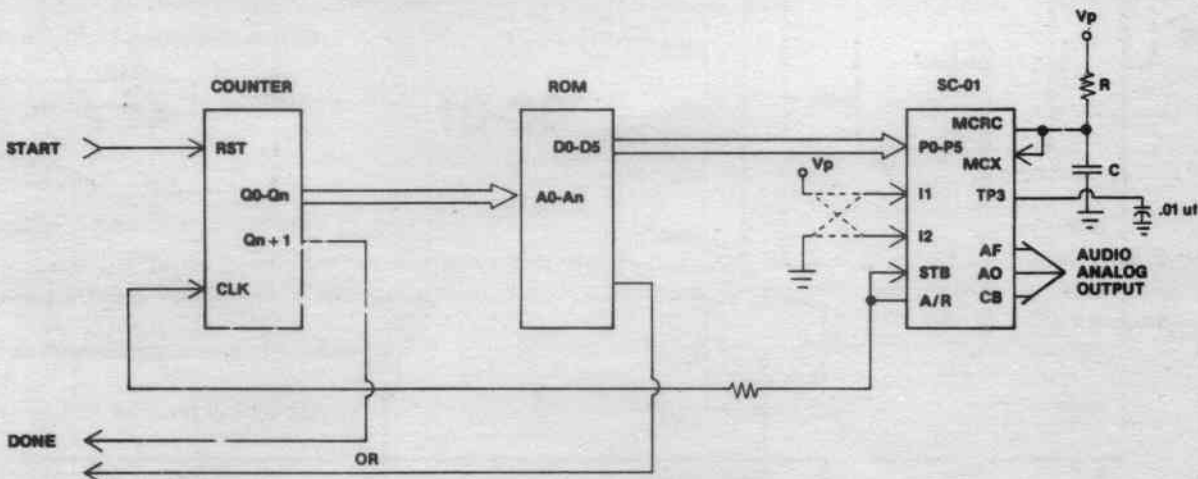 COUNTER
ROM
SC-01
Vp
R
START
RST
Q0-Qn
Qn + 1
CLK
D0-D5
A0-An
Vp
P0-P5
I1
I2
STB
A/R
MCRC
MCX
TP3
AF
AO
CB
C
.01 uf
AUDIO
ANALOG
OUTPUT
DONE
OR